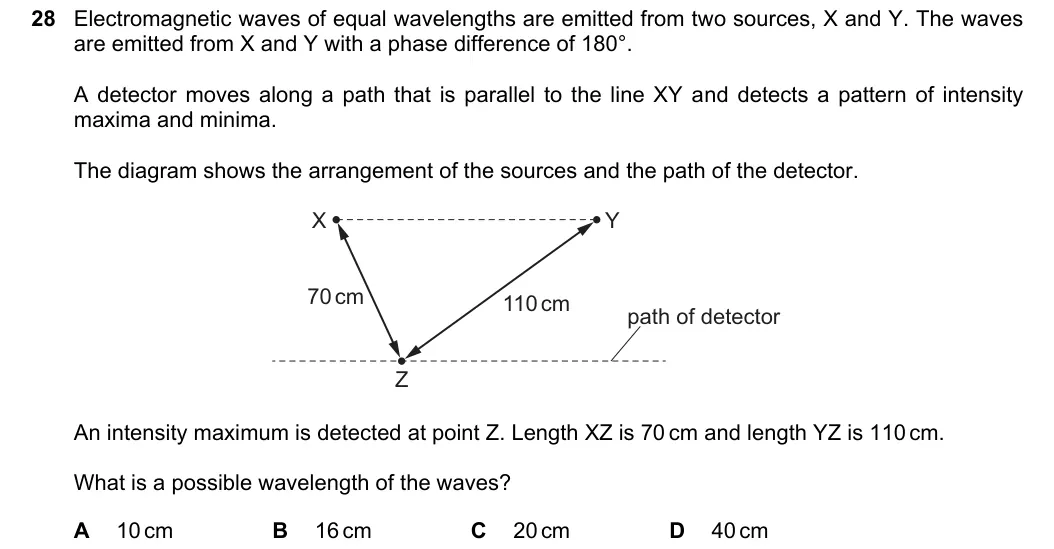 28 Electromagnetic waves of equal wavelengths are emitted from two sources, X and Y. The waves
are emitted from X and Y with a phase difference of 180°.
A detector moves along a path that is parallel to the line XY and detects a pattern of intensity
maxima and minima.
The diagram shows the arrangement of the sources and the path of the detector.
X Y
70 cm 110 cm
path of detector
Z
An intensity maximum is detected at point Z. Length XZ is 70 cm and length YZ is 110 cm.
What is a possible wavelength of the waves?
A 10 cm B 16 cm C 20 cm D 40 cm